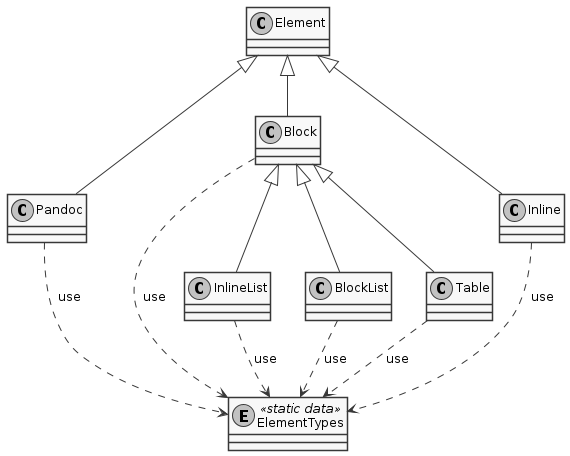 C Element
C Block
C Pandoc
C Inline
C InlineList
C BlockList
C Table
use
use
use
use
use
use
E «static data»
ElementTypes